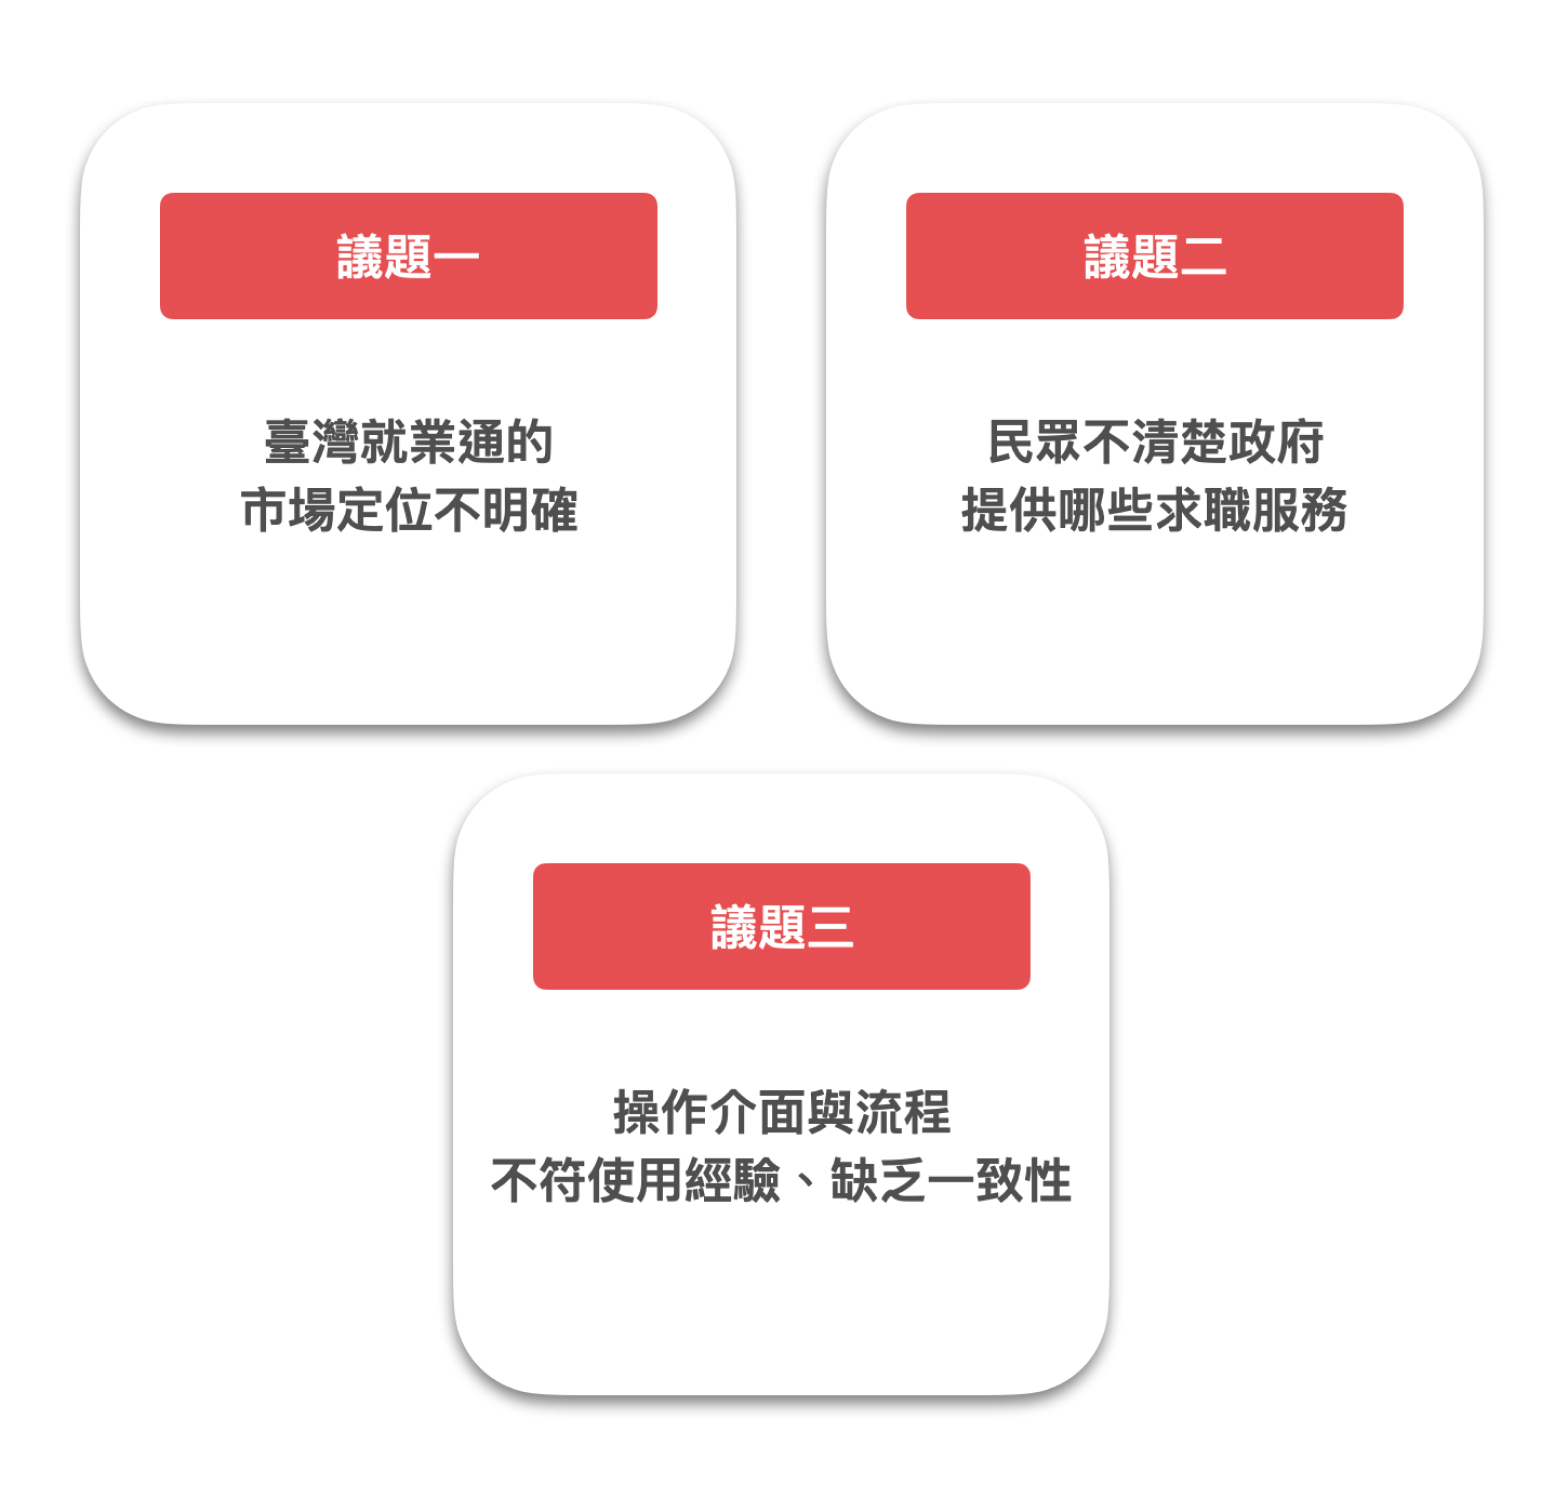 議題一
臺灣就業通的
市場定位不明確
議題二
民眾不清楚政府
提供哪些求職服務
議題三
操作介面與流程
不符使用經驗、缺乏一致性